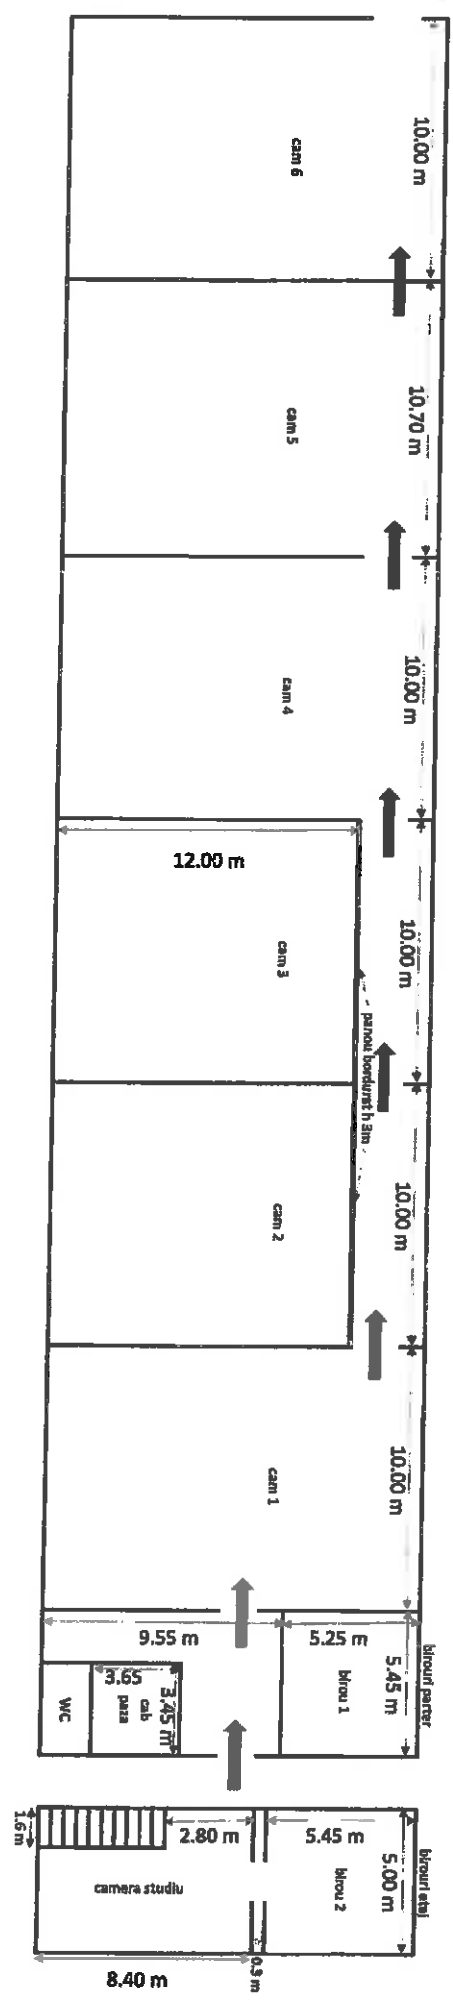 10.00 m
cam 6
10.70 m
cam 5
10.00 m
cam 4
12.00 m
10.00 m
cam 3
panou bordurat h 3m
10.00 m
cam 2
10.00 m
cam 1
9.55 m
5.25 m
birouri parter
5.45 m
birou 1
3.65
3.45 m
cab
paza
WC
1.6 m
2.80 m
5.45 m
birouri etaj
5.00 m
birou 2
camera studiu
0.3 m
8.40 m